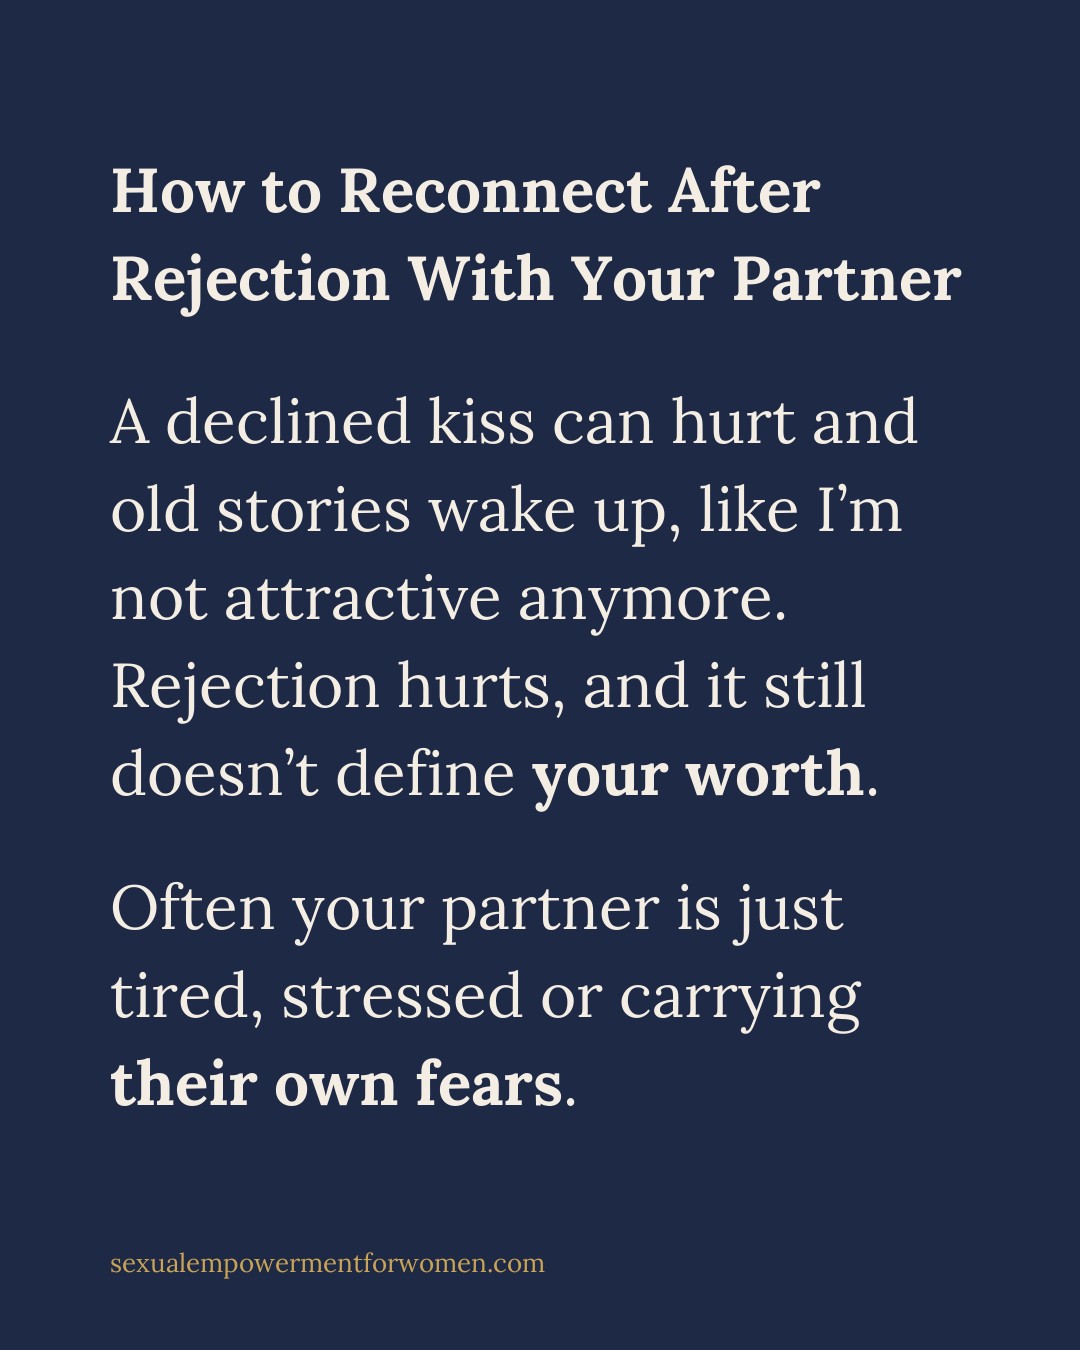 How to Reconnect After
Rejection With Your Partner
A declined kiss can hurt and
old stories wake up, like I’m
not attractive anymore.
Rejection hurts, and it still
doesn’t define your worth.
Often your partner is just
tired, stressed or carrying
their own fears.
sexualempowermentforwomen.com